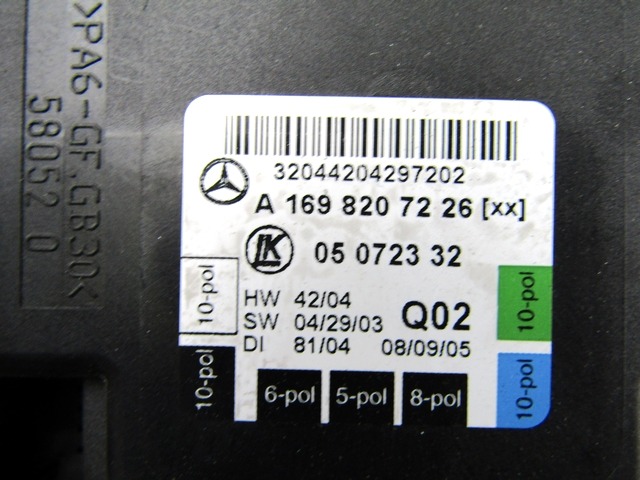 >PA6-GF.GB30<
58052 0
32044204297202
A 169 820 72 26 [xx]
LK
05 0723 32
HW 42/04
SW 04/29/03
Q02
DI 81/04 08/09/05
10-pol
10-pol
6-pol
5-pol
8-pol
10-pol
10-pol